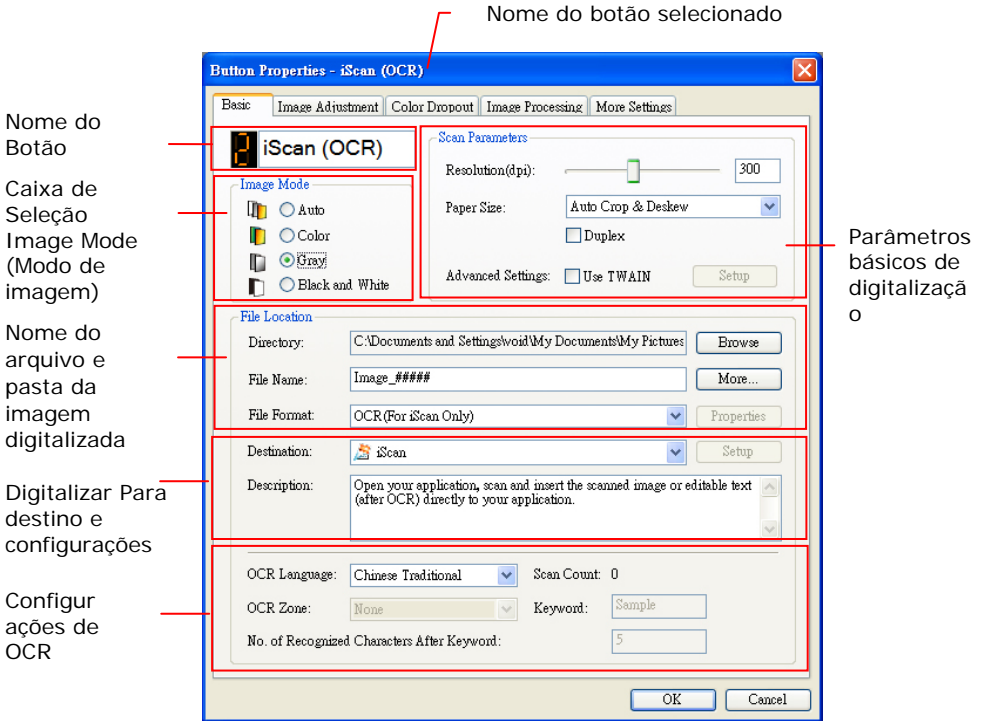 Nome do botão selecionado
Button Properties - iScan (OCR)
Basic
Image Adjustment
Color Dropout
Image Processing
More Settings
Nome do
Botão
2
iScan (OCR)
Scan Parameters
Resolution(dpi):
300
Paper Size:
Auto Crop & Deskew
Duplex
Advanced Settings:
Use TWAIN
Setup
Caixa de
Seleção
Image Mode
(Modo de
imagem)
Image Mode
Auto
Color
Gray
Black and White
Parâmetros
básicos de
digitalizaçã
o
Nome do
arquivo e
pasta da
imagem
digitalizada
File Location
Directory:
C:\Documents and Settings\void\My Documents\My Pictures
Browse
File Name:
Image_#####
More...
File Format:
OCR(For iScan Only)
Properties
Digitalizar Para
destino e
configurações
Destination:
iScan
Setup
Description:
Open your application, scan and insert the scanned image or editable text
(after OCR) directly to your application.
Configur
ações de
OCR
OCR Language:
Chinese Traditional
Scan Count: 0
OCR Zone:
None
Keyword:
Sample
No. of Recognized Characters After Keyword:
5
OK
Cancel